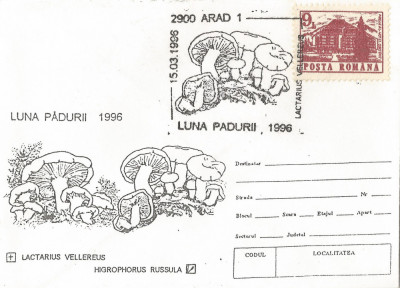 2900 ARAD 1
15.03.1996
LACTARIUS VELLEREUS
LUNA PADURII, 1996
9
POSTA ROMANA
LUNA PĂDURII 1996
Destinatar
Strada Nr.
Blocul Scara Etajul Apart.
Sectorul Județul
CODUL LOCALITATEA
LACTARIUS VELLEREUS
HIGROPHORUS RUSSULA